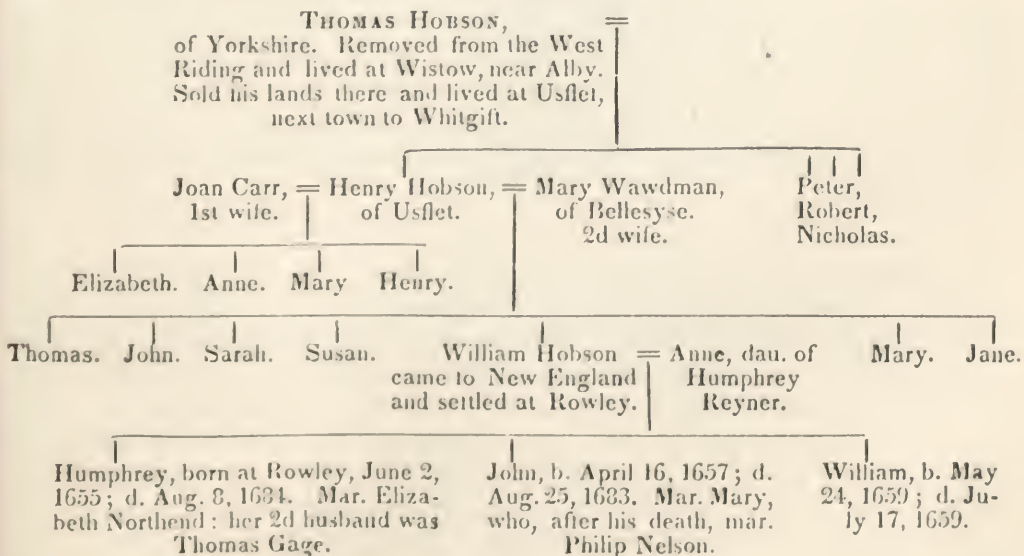 THOMAS HOBSON, =
of Yorkshire. Removed from the West
Riding and lived at Wistow, near Alby.
Sold his lands there and lived at Usflet,
next town to Whitgift.
Joan Carr, = Henry Hobson, = Mary Wawdman, Peter,
1st wife. of Usflet. of Bellesyse. Robert,
2d wife. Nicholas.
Elizabeth. Anne. Mary Henry.
Thomas. John. Sarah. Susan. William Hobson = Anne, dau. of Mary. Jane.
came to New England Humphrey
and settled at Rowley. Reyner.
Humphrey, born at Rowley, June 2,
1655; d. Aug. 8, 1684. Mar. Eliza-
beth Northend: her 2d husband was
Thomas Gage.
John, b. April 16, 1657; d.
Aug. 25, 1683. Mar. Mary,
who, after his death, mar.
Philip Nelson.
William, b. May
24, 1659; d. Ju-
ly 17, 1659.